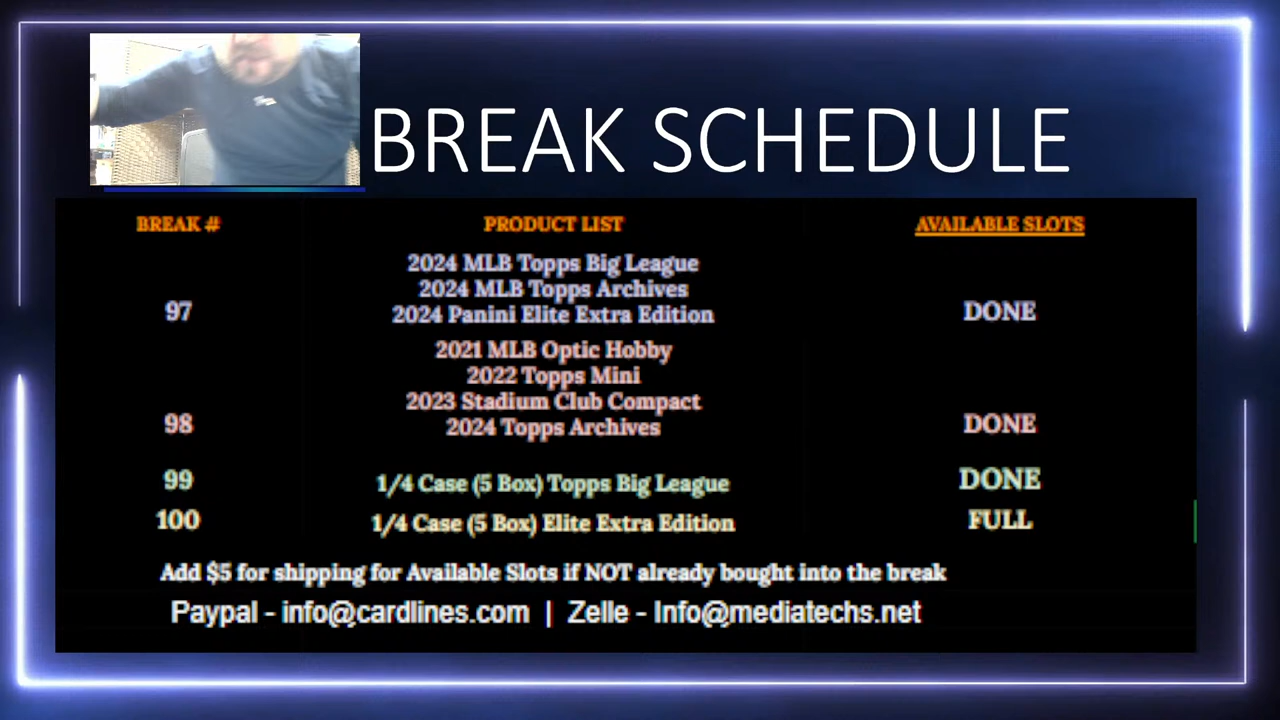 BREAK SCHEDULE
BREAK # PRODUCT LIST AVAILABLE SLOTS
2024 MLB Topps Big League
2024 MLB Topps Archives
97 2024 Panini Elite Extra Edition DONE
2021 MLB Optic Hobby
2022 Topps Mini
2023 Stadium Club Compact
98 2024 Topps Archives DONE
99 1/4 Case (5 Box) Topps Big League DONE
100 1/4 Case (5 Box) Elite Extra Edition FULL
Add $5 for shipping for Available Slots if NOT already bought into the break
Paypal - info@cardlines.com | Zelle - Info@mediatechs.net